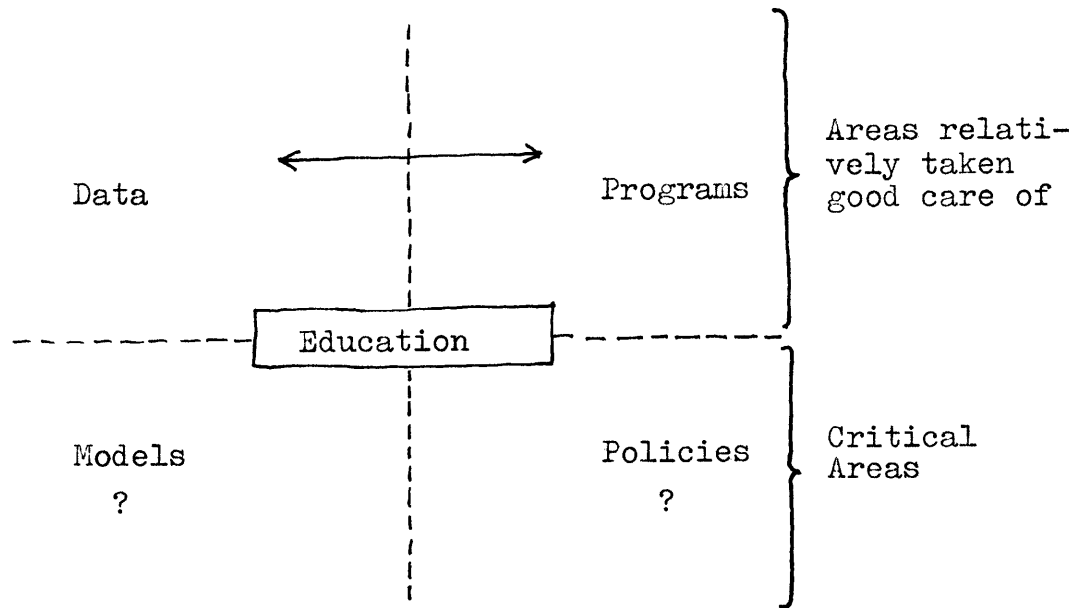 Data
Programs
Areas relati-
vely taken
good care of
Education
Models
?
Policies
?
Critical
Areas